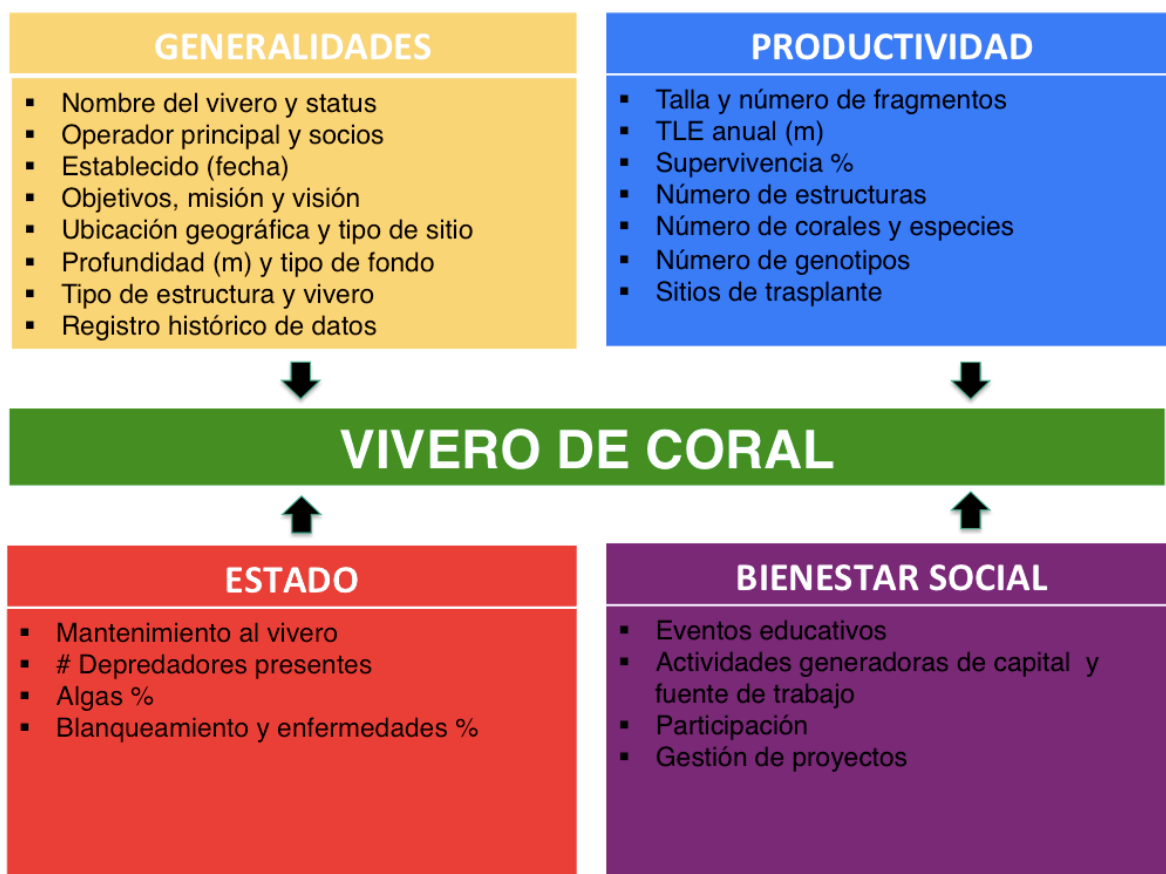 GENERALIDADES
▪ Nombre del vivero y status
▪ Operador principal y socios
▪ Establecido (fecha)
▪ Objetivos, misión y visión
▪ Ubicación geográfica y tipo de sitio
▪ Profundidad (m) y tipo de fondo
▪ Tipo de estructura y vivero
▪ Registro histórico de datos
PRODUCTIVIDAD
▪ Talla y número de fragmentos
▪ TLE anual (m)
▪ Supervivencia %
▪ Número de estructuras
▪ Número de corales y especies
▪ Número de genotipos
▪ Sitios de trasplante
VIVERO DE CORAL
ESTADO
▪ Mantenimiento al vivero
▪ # Depredadores presentes
▪ Algas %
▪ Blanqueamiento y enfermedades %
BIENESTAR SOCIAL
▪ Eventos educativos
▪ Actividades generadoras de capital y
fuente de trabajo
▪ Participación
▪ Gestión de proyectos